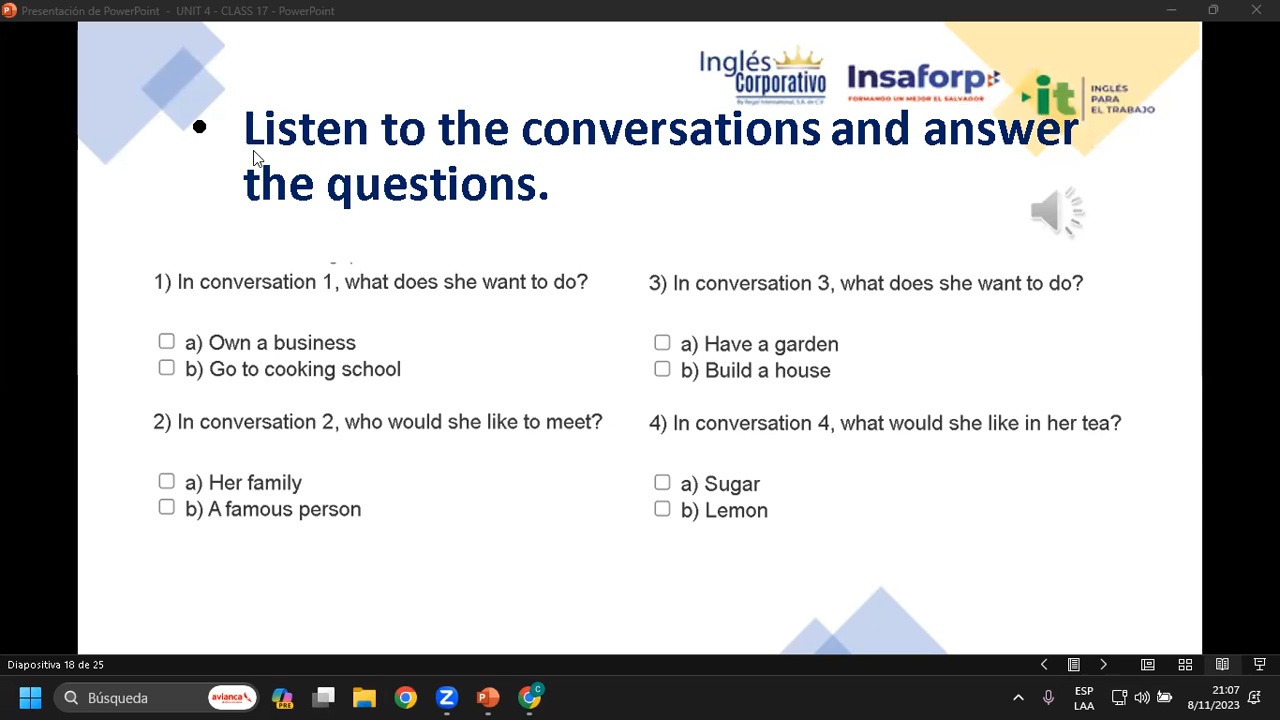 Presentación de PowerPoint - UNIT 4 - CLASS 17 - PowerPoint
Inglés
Corporativo
Insaforp
FORMANDO UN MEJOR EL SALVADOR
it
INGLÉS
PARA
EL TRABAJO
• Listen to the conversations and answer
the questions.
1) In conversation 1, what does she want to do?
a) Own a business
b) Go to cooking school
2) In conversation 2, who would she like to meet?
a) Her family
b) A famous person
3) In conversation 3, what does she want to do?
a) Have a garden
b) Build a house
4) In conversation 4, what would she like in her tea?
a) Sugar
b) Lemon
Diapositiva 18 de 25
Búsqueda
avianca
PRE
ESP
LAA
21:07
8/11/2023